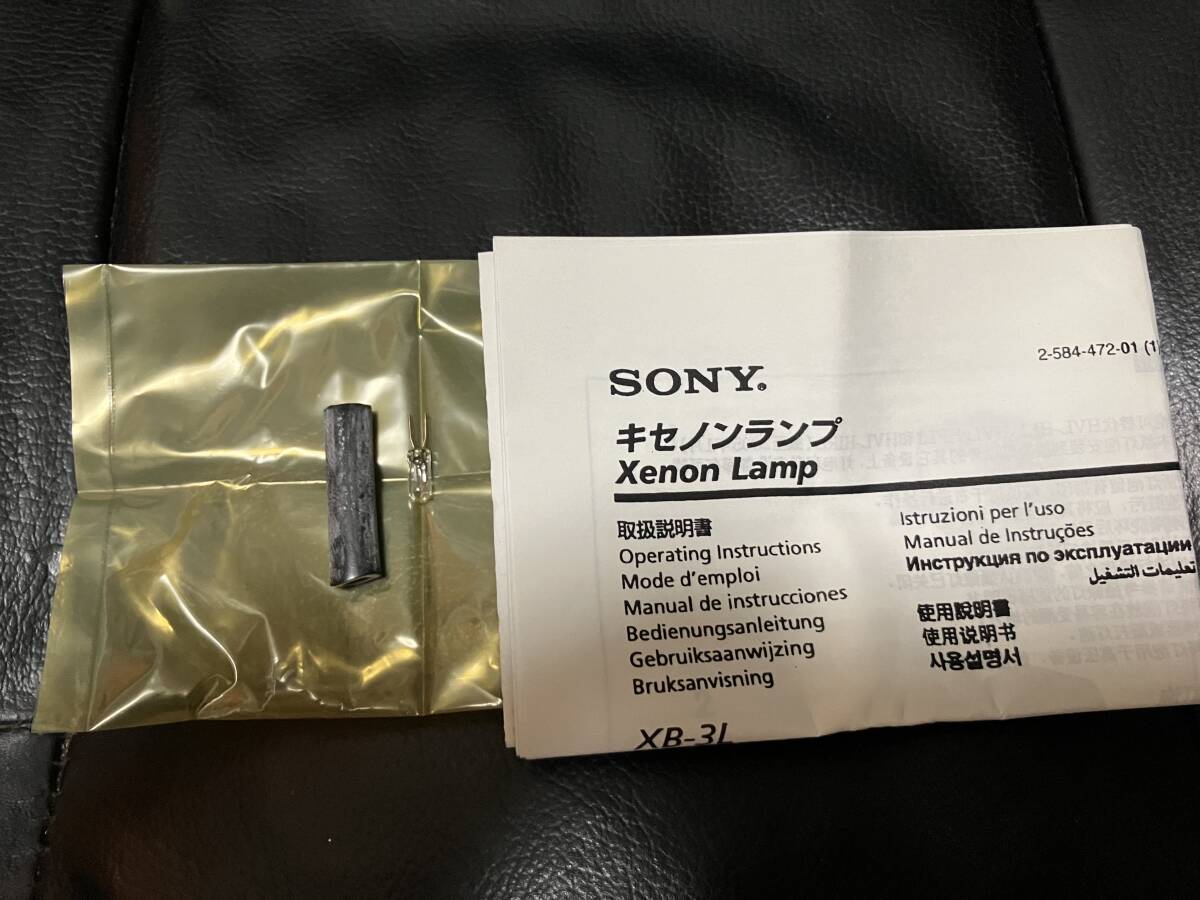 2-584-472-01 (1
SONY®
キセノンランプ
Xenon Lamp
取扱説明書
Operating Instructions
Mode d'emploi
Manual de instrucciones
Bedienungsanleitung
Gebruiksaanwijzing
Bruksanvisning
Istruzioni per l'uso
Manual de Instruções
Инструкция по эксплуатации
تعليمات التشغيل
使用說明書
使用说明书
사용설명서
XB-3L